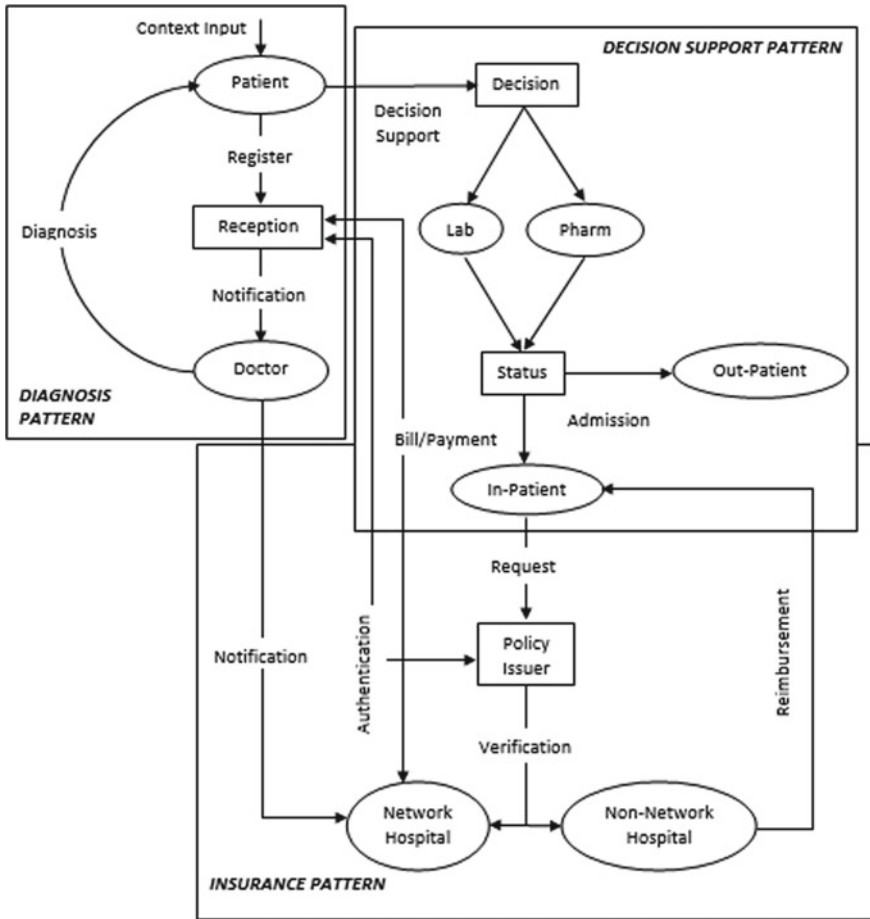 Context Input
DECISION SUPPORT PATTERN
Patient
Decision
Decision
Support
Register
Lab
Pharm
Reception
Diagnosis
Notification
Doctor
Status
Out-Patient
DIAGNOSIS
PATTERN
Admission
Bill/Payment
In-Patient
Request
Policy
Issuer
Notification
Authentication
Reimbursement
Verification
Network
Hospital
Non-Network
Hospital
INSURANCE PATTERN